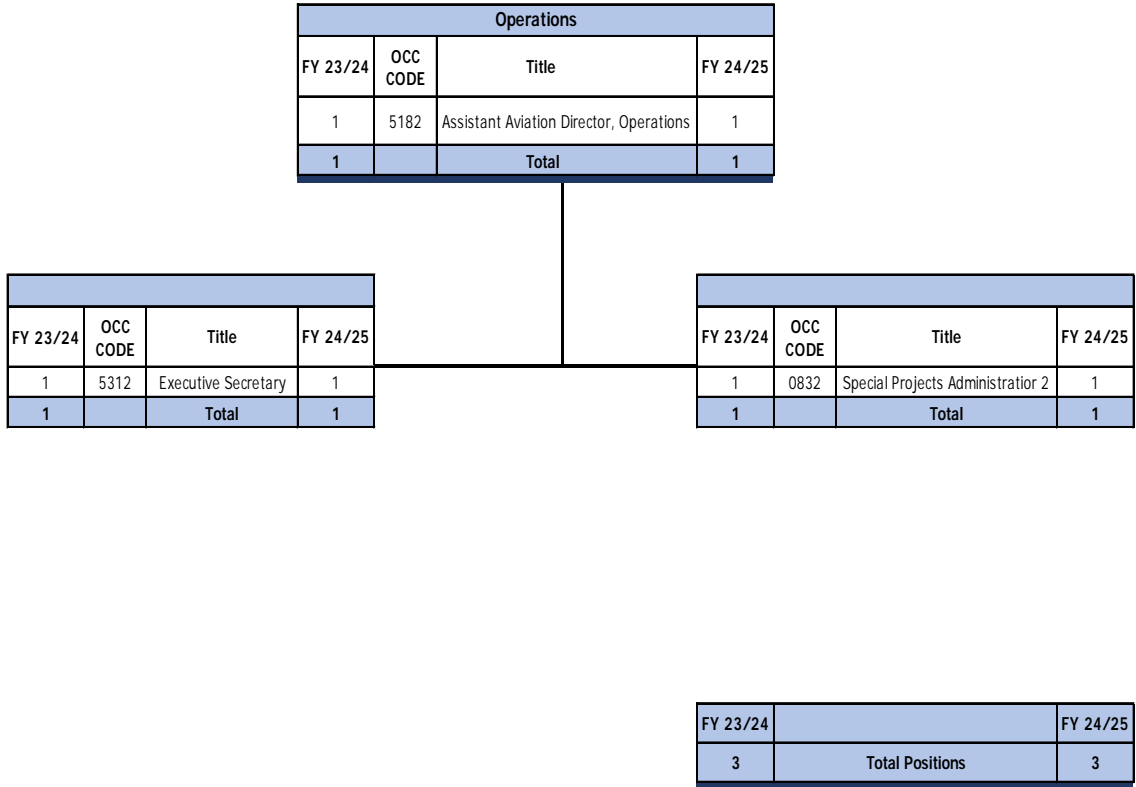 Operations
FY 23/24 OCC CODE Title FY 24/25
1 5182 Assistant Aviation Director, Operations 1
1 Total 1
FY 23/24 OCC CODE Title FY 24/25
1 5312 Executive Secretary 1
1 Total 1
FY 23/24 OCC CODE Title FY 24/25
1 0832 Special Projects Administratior 2 1
1 Total 1
FY 23/24 FY 24/25
3 Total Positions 3